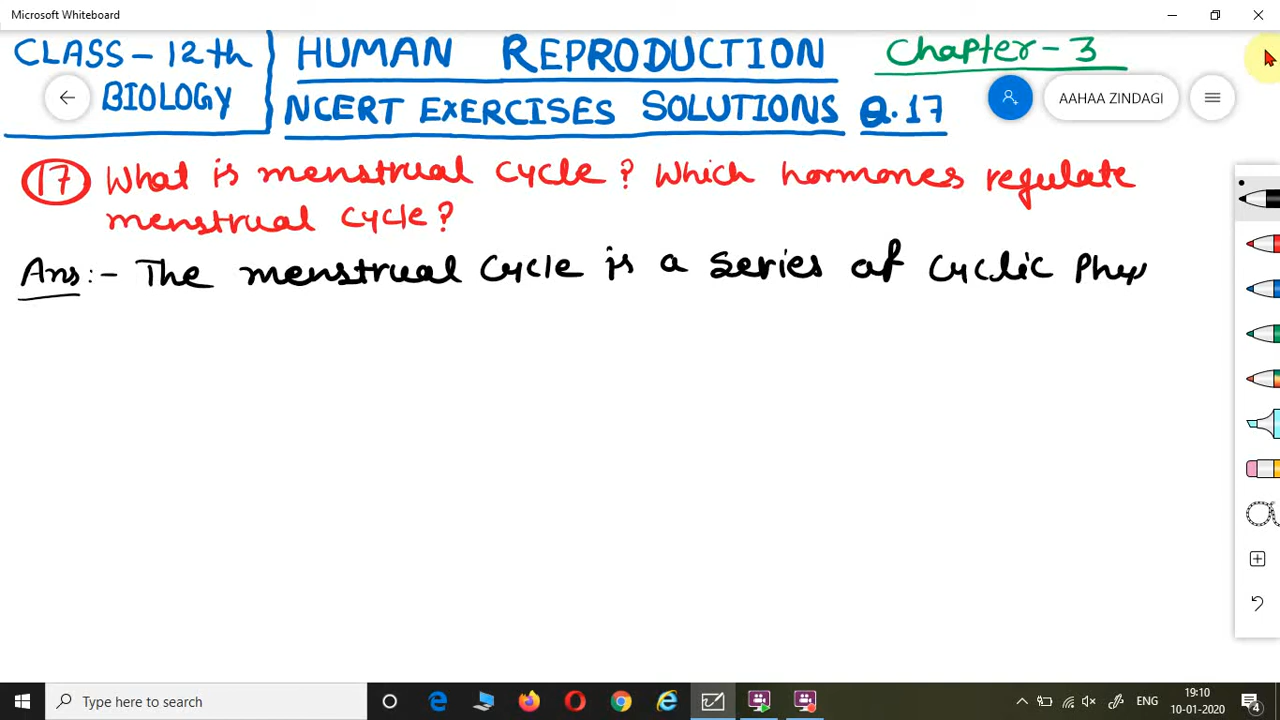 Microsoft Whiteboard
CLASS - 12th
BIOLOGY
HUMAN REPRODUCTION
Chapter - 3
NCERT EXERCISES SOLUTIONS Q.17
AAHAA ZINDAGI
17 What is menstrual cycle? Which hormones regulate
menstrual cycle?
Ans:- The menstrual cycle is a series of cyclic Phy
Type here to search
ENG
19:10
10-01-2020
4